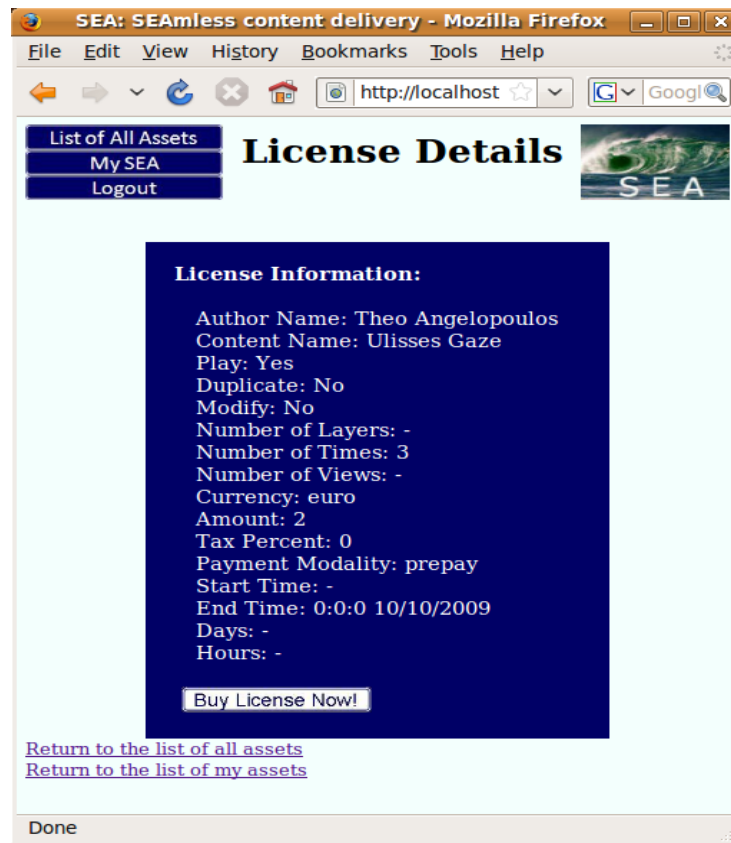 SEA: SEAmless content delivery - Mozilla Firefox
File Edit View History Bookmarks Tools Help
http://localhost
G Googl
List of All Assets
My SEA
Logout
License Details
SEA
License Information:
Author Name: Theo Angelopoulos
Content Name: Ulisses Gaze
Play: Yes
Duplicate: No
Modify: No
Number of Layers: -
Number of Times: 3
Number of Views: -
Currency: euro
Amount: 2
Tax Percent: 0
Payment Modality: prepay
Start Time: -
End Time: 0:0:0 10/10/2009
Days: -
Hours: -
Buy License Now!
Return to the list of all assets
Return to the list of my assets
Done